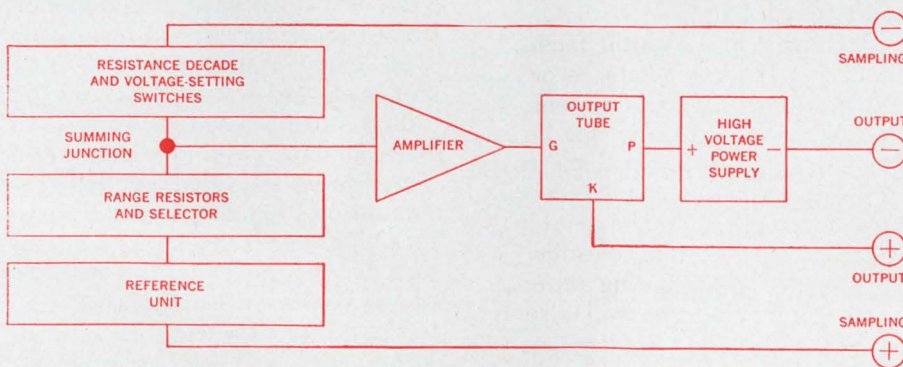 −
SAMPLING
RESISTANCE DECADE
AND VOLTAGE-SETTING
SWITCHES
SUMMING
JUNCTION
AMPLIFIER
OUTPUT
TUBE
G
P
K
HIGH
VOLTAGE
POWER
SUPPLY
+
−
OUTPUT
−
RANGE RESISTORS
AND SELECTOR
+
OUTPUT
REFERENCE
UNIT
SAMPLING
+